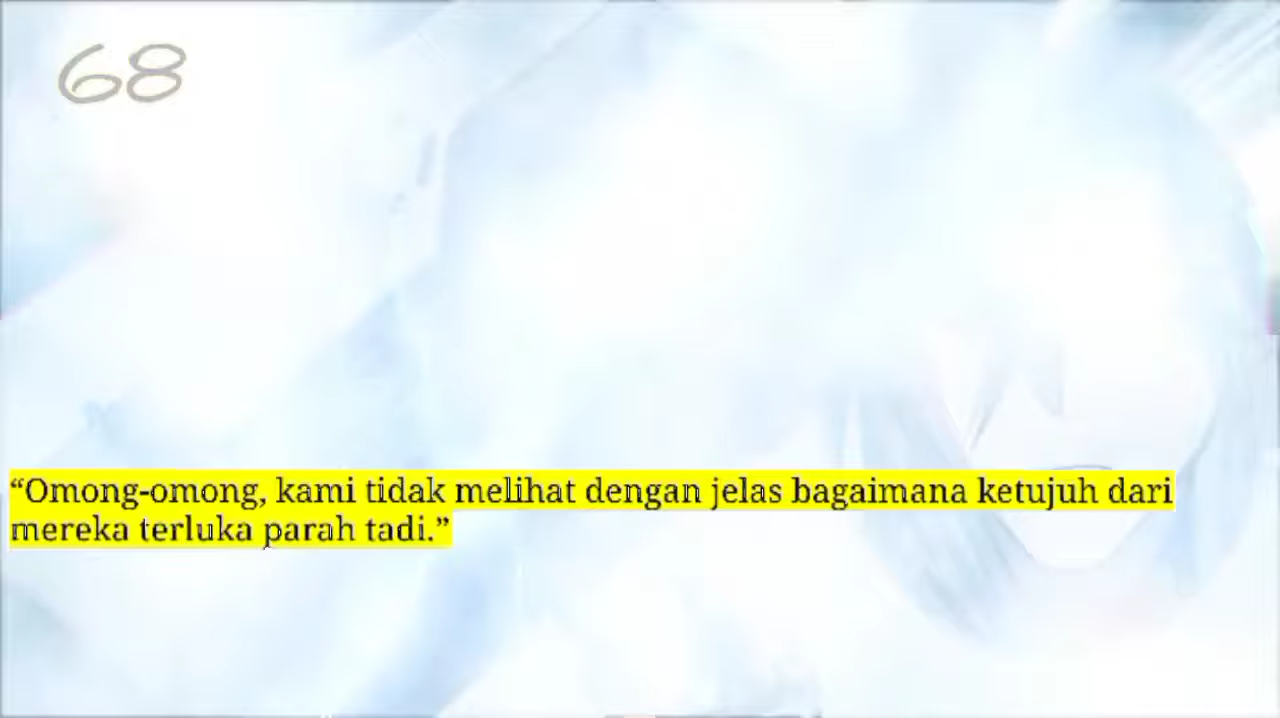 68
“Omong-omong, kami tidak melihat dengan jelas bagaimana ketujuh dari
mereka terluka parah tadi.”